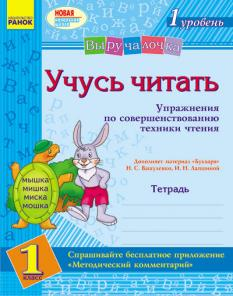 ИЗДАТЕЛЬСТВО
РАНОК
НОВАЯ
1 уровень
Выручалочка
Учусь читать
Упражнения
по совершенствованию
техники чтения
Дополняет материал «Букваря»
Н. С. Вашуленко, И. Н. Лапшиной
Тетрадь
мышка
мишка
миска
мошка
1
класс
Спрашивайте бесплатное приложение
«Методический комментарий»